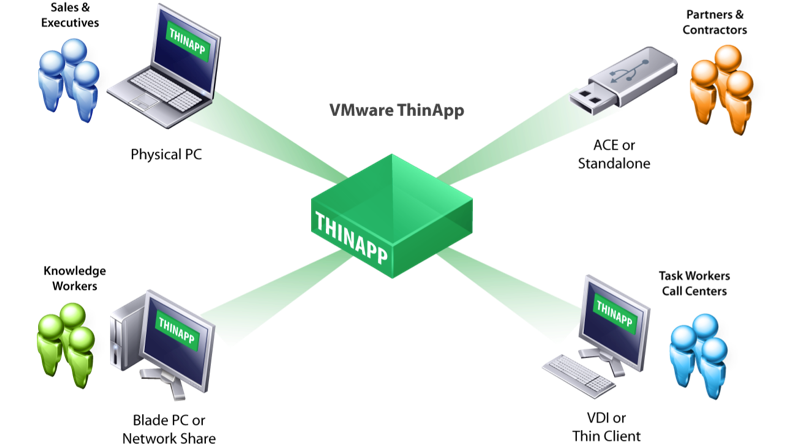 Sales &
Executives
THINAPP
Physical PC
VMware ThinApp
Partners &
Contractors
ACE or
Standalone
THINAPP
Knowledge
Workers
THINAPP
Blade PC or
Network Share
Task Workers
Call Centers
THINAPP
VDI or
Thin Client